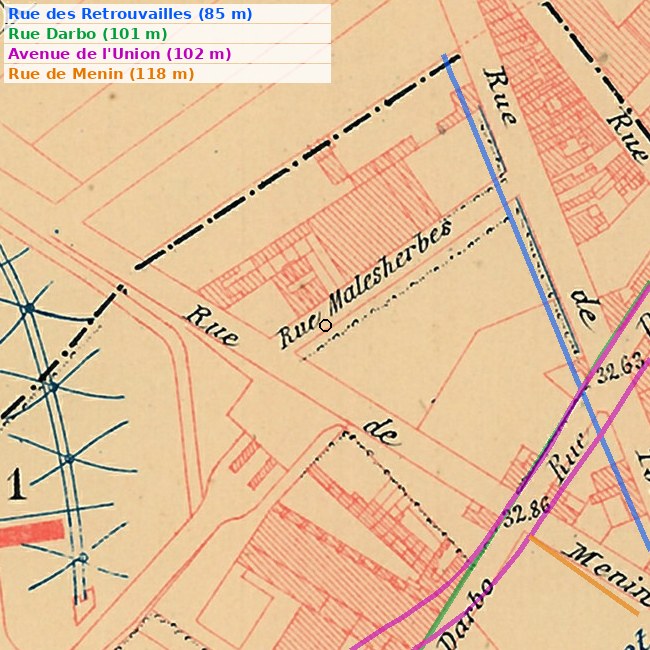 Rue des Retrouvailles (85 m)
Rue Darbo (101 m)
Avenue de l'Union (102 m)
Rue de Menin (118 m)
Rue
Rue
Rue Malesherbes
Rue
de
de
32.63
Rue
32.86
1
Menin
Darbo